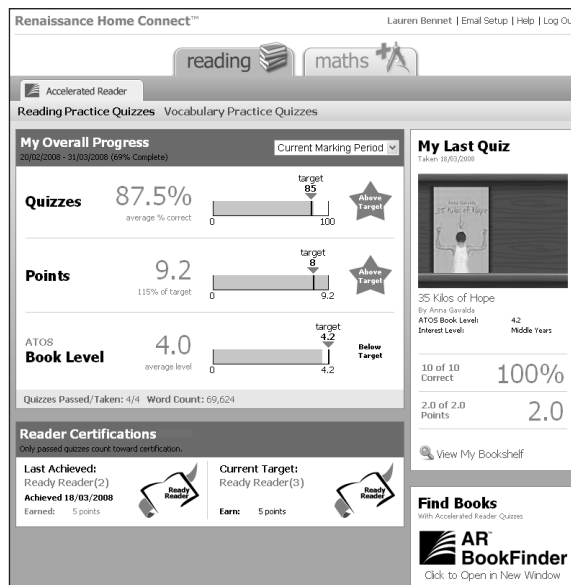 Renaissance Home Connect™
Lauren Bennet | Email Setup | Help | Log Ou
reading
maths
Accelerated Reader
Reading Practice Quizzes Vocabulary Practice Quizzes
My Overall Progress
20/02/2008 - 31/03/2008 (69% Complete)
Current Marking Period
Quizzes
87.5%
average % correct
target
85
0
100
Above
Target
Points
9.2
115% of target
target
8
0
9.2
Above
Target
ATOS
Book Level
4.0
average level
target
4.2
0
4.2
Below
Target
Quizzes Passed/Taken: 4/4 Word Count: 69,624
Reader Certifications
Only passed quizzes count toward certification.
Last Achieved:
Ready Reader(2)
Achieved 18/03/2008
Earned: 5 points
Ready
Reader
Current Target:
Ready Reader(3)
Earn: 5 points
Ready
Reader
My Last Quiz
Taken 18/03/2008
Anna Gavalda
35 Kilos of Hope
35 Kilos of Hope
By Anna Gavalda
ATOS Book Level: 4.2
Interest Level: Middle Years
10 of 10
Correct
100%
2.0 of 2.0
Points
2.0
View My Bookshelf
Find Books
With Accelerated Reader Quizzes
AR
BookFinder
Click to Open in New Window